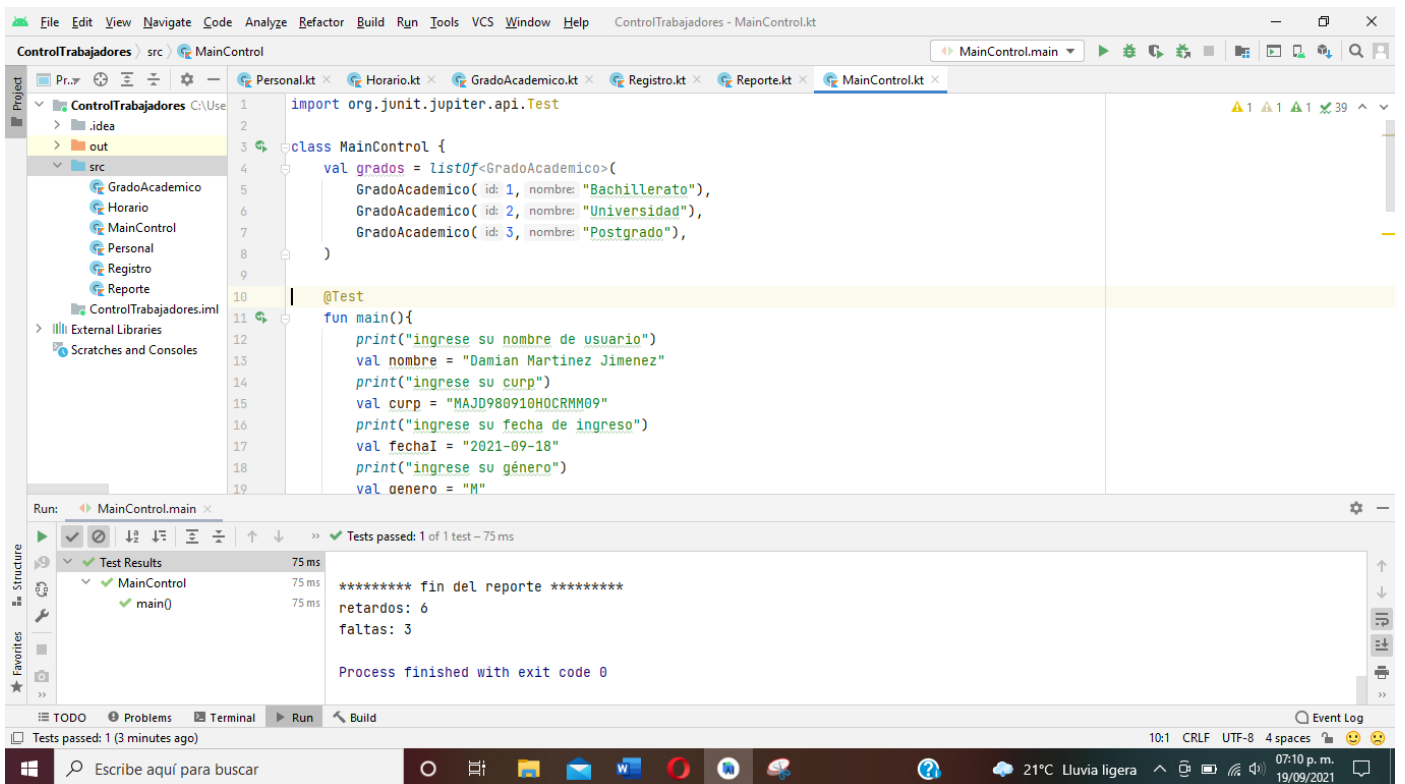 File Edit View Navigate Code Analyze Refactor Build Run Tools VCS Window Help ControlTrabajadores - MainControl.kt
ControlTrabajadores src MainControl MainControl.main
Pr.. Personal.kt Horario.kt GradoAcademico.kt Registro.kt Reporte.kt MainControl.kt
Project
ControlTrabajadores C:\Use
.idea
out
src
GradoAcademico
Horario
MainControl
Personal
Registro
Reporte
ControlTrabajadores.iml
External Libraries
Scratches and Consoles
1 import org.junit.jupiter.api.Test
1 1 1 39
2
3 class MainControl {
4 val grados = listOf<GradoAcademico>(
5 GradoAcademico( id: 1, nombre: "Bachillerato"),
6 GradoAcademico( id: 2, nombre: "Universidad"),
7 GradoAcademico( id: 3, nombre: "Postgrado"),
8 )
9
10 @Test
11 fun main(){
12 print("ingrese su nombre de usuario")
13 val nombre = "Damian Martinez Jimenez"
14 print("ingrese su curp")
15 val curp = "MAJD980910HOCRMM09"
16 print("ingrese su fecha de ingreso")
17 val fechaI = "2021-09-18"
18 print("ingrese su género")
19 val genero = "M"
Run: MainControl.main
Tests passed: 1 of 1 test – 75 ms
Test Results 75 ms
MainControl 75 ms
main() 75 ms
********* fin del reporte *********
retardos: 6
faltas: 3
Process finished with exit code 0
Structure
Favorites
TODO Problems Terminal Run Build Event Log
Tests passed: 1 (3 minutes ago) 10:1 CRLF UTF-8 4 spaces
Escribe aquí para buscar 21°C Lluvia ligera 07:10 p. m.
19/09/2021